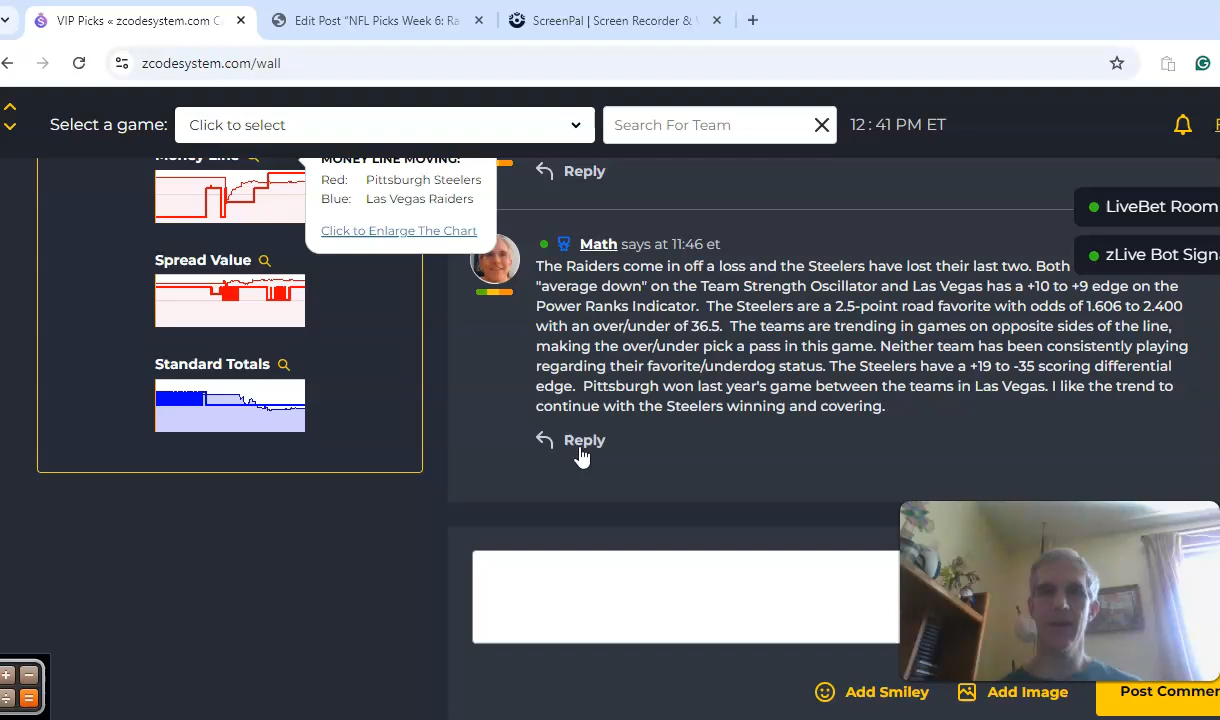 VIP Picks « zcodesystem.com C
Edit Post “NFL Picks Week 6: Ra
ScreenPal | Screen Recorder &
zcodesystem.com/wall
Select a game:
Click to select
Search For Team
12 : 41 PM ET
Money Line
MONEY LINE MOVING:
Red: Pittsburgh Steelers
Blue: Las Vegas Raiders
Click to Enlarge The Chart
Spread Value
Standard Totals
Reply
LiveBet Room
zLive Bot Signa
Math says at 11:46 et
The Raiders come in off a loss and the Steelers have lost their last two. Both
"average down" on the Team Strength Oscillator and Las Vegas has a +10 to +9 edge on the
Power Ranks Indicator. The Steelers are a 2.5-point road favorite with odds of 1.606 to 2.400
with an over/under of 36.5. The teams are trending in games on opposite sides of the line,
making the over/under pick a pass in this game. Neither team has been consistently playing
regarding their favorite/underdog status. The Steelers have a +19 to -35 scoring differential
edge. Pittsburgh won last year's game between the teams in Las Vegas. I like the trend to
continue with the Steelers winning and covering.
Reply
Add Smiley
Add Image
Post Commen